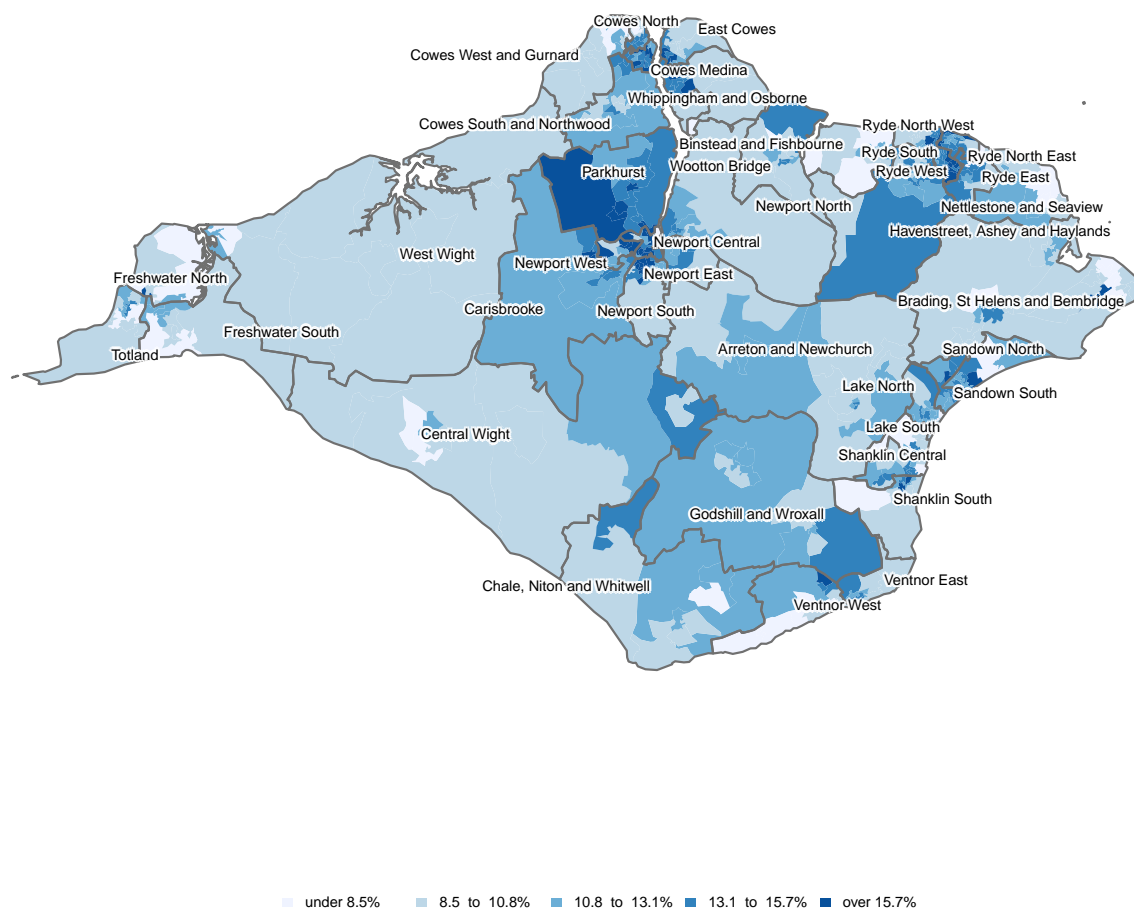 Cowes North
East Cowes
Cowes West and Gurnard
Cowes Medina
Whippingham and Osborne
Cowes South and Northwood
Ryde North West
Binstead and Fishbourne
Ryde South
Ryde North East
Parkhurst
Wootton Bridge
Ryde West
Ryde East
Newport North
Nettlestone and Seaview
Havenstreet, Ashey and Haylands
Newport Central
West Wight
Newport West
Newport East
Freshwater North
Brading, St Helens and Bembridge
Carisbrooke
Newport South
Freshwater South
Totland
Arreton and Newchurch
Sandown North
Lake North
Sandown South
Lake South
Central Wight
Shanklin Central
Shanklin South
Godshill and Wroxall
Chale, Niton and Whitwell
Ventnor East
Ventnor West
under 8.5% 8.5 to 10.8% 10.8 to 13.1% 13.1 to 15.7% over 15.7%